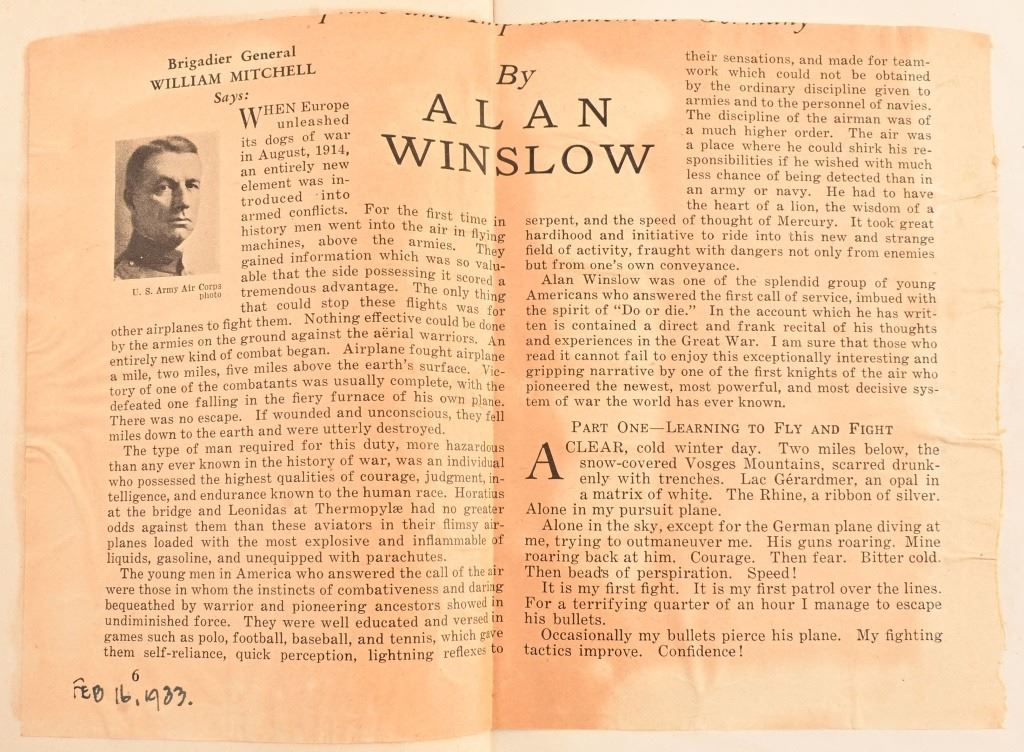 Imprisonment in Germany
Brigadier General
WILLIAM MITCHELL
Says:
WHEN Europe
unleashed
its dogs of war
in August, 1914,
an entirely new
element was in-
troduced into
armed conflicts. For the first time in
history men went into the air in flying
machines, above the armies. They
gained information which was so valu-
able that the side possessing it scored a
tremendous advantage. The only thing
that could stop these flights was for
other airplanes to fight them. Nothing effective could be done
by the armies on the ground against the aërial warriors. An
entirely new kind of combat began. Airplane fought airplane
a mile, two miles, five miles above the earth's surface. Vic-
tory of one of the combatants was usually complete, with the
defeated one falling in the fiery furnace of his own plane.
There was no escape. If wounded and unconscious, they fell
miles down to the earth and were utterly destroyed.
The type of man required for this duty, more hazardous
than any ever known in the history of war, was an individual
who possessed the highest qualities of courage, judgment, in-
telligence, and endurance known to the human race. Horatius
at the bridge and Leonidas at Thermopylæ had no greater
odds against them than these aviators in their flimsy air-
planes loaded with the most explosive and inflammable of
liquids, gasoline, and unequipped with parachutes.
The young men in America who answered the call of the air
were those in whom the instincts of combativeness and daring
bequeathed by warrior and pioneering ancestors showed in
undiminished force. They were well educated and versed in
games such as polo, football, baseball, and tennis, which gave
them self-reliance, quick perception, lightning reflexes to
U. S. Army Air Corps
photo
6
FEB 16, 1933.
By
ALAN
WINSLOW
their sensations, and made for team-
work which could not be obtained
by the ordinary discipline given to
armies and to the personnel of navies.
The discipline of the airman was of
a much higher order. The air was
a place where he could shirk his re-
sponsibilities if he wished with much
less chance of being detected than in
an army or navy. He had to have
the heart of a lion, the wisdom of a
serpent, and the speed of thought of Mercury. It took great
hardihood and initiative to ride into this new and strange
field of activity, fraught with dangers not only from enemies
but from one's own conveyance.
Alan Winslow was one of the splendid group of young
Americans who answered the first call of service, imbued with
the spirit of "Do or die." In the account which he has writ-
ten is contained a direct and frank recital of his thoughts
and experiences in the Great War. I am sure that those who
read it cannot fail to enjoy this exceptionally interesting and
gripping narrative by one of the first knights of the air who
pioneered the newest, most powerful, and most decisive sys-
tem of war the world has ever known.
PART ONE—LEARNING TO FLY AND FIGHT
A CLEAR, cold winter day. Two miles below, the
snow-covered Vosges Mountains, scarred drunk-
enly with trenches. Lac Gérardmer, an opal in
a matrix of white. The Rhine, a ribbon of silver.
Alone in my pursuit plane.
Alone in the sky, except for the German plane diving at
me, trying to outmaneuver me. His guns roaring. Mine
roaring back at him. Courage. Then fear. Bitter cold.
Then beads of perspiration. Speed!
It is my first fight. It is my first patrol over the lines.
For a terrifying quarter of an hour I manage to escape
his bullets.
Occasionally my bullets pierce his plane. My fighting
tactics improve. Confidence!